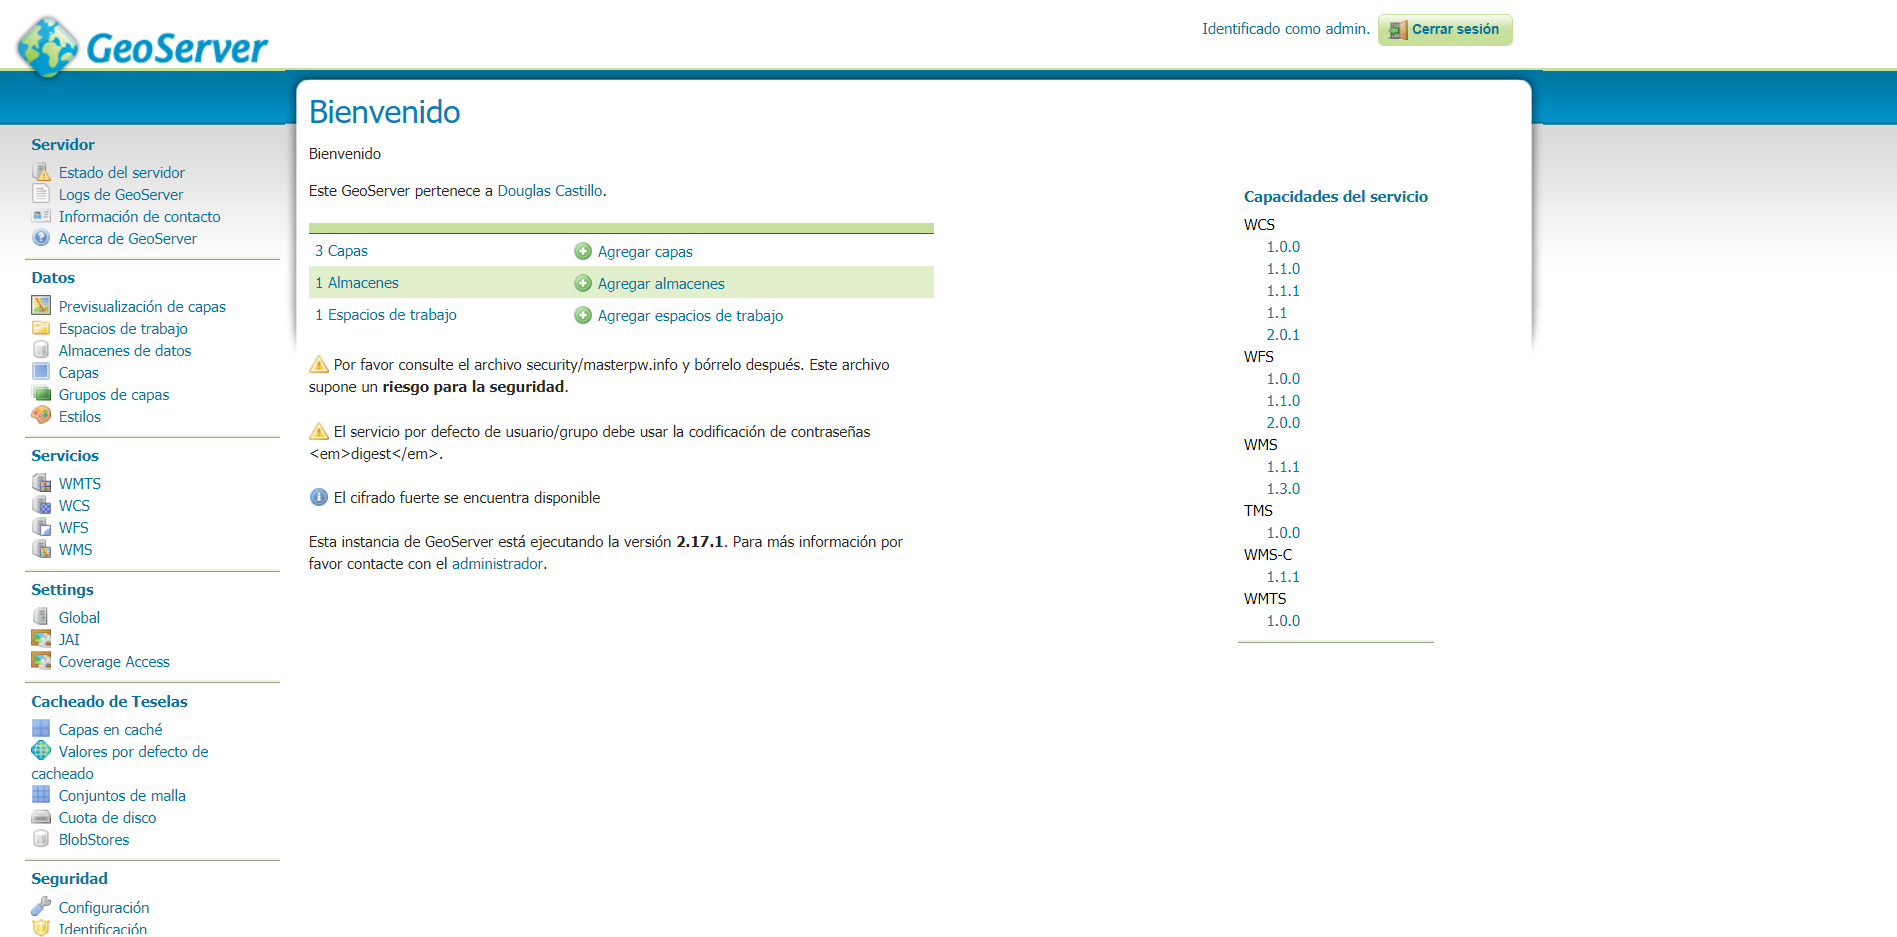 GeoServer
Identificado como admin.
Cerrar sesión
Servidor
Estado del servidor
Logs de GeoServer
Información de contacto
Acerca de GeoServer
Datos
Previsualización de capas
Espacios de trabajo
Almacenes de datos
Capas
Grupos de capas
Estilos
Servicios
WMTS
WCS
WFS
WMS
Settings
Global
JAI
Coverage Access
Cacheado de Teselas
Capas en caché
Valores por defecto de
cacheado
Conjuntos de malla
Cuota de disco
BlobStores
Seguridad
Configuración
Identificación
Bienvenido
Bienvenido
Este GeoServer pertenece a Douglas Castillo.
3 Capas
Agregar capas
1 Almacenes
Agregar almacenes
1 Espacios de trabajo
Agregar espacios de trabajo
Por favor consulte el archivo security/masterpw.info y bórrelo después. Este archivo
supone un riesgo para la seguridad.
El servicio por defecto de usuario/grupo debe usar la codificación de contraseñas
<em>digest</em>.
El cifrado fuerte se encuentra disponible
Esta instancia de GeoServer está ejecutando la versión 2.17.1. Para más información por
favor contacte con el administrador.
Capacidades del servicio
WCS
1.0.0
1.1.0
1.1.1
1.1
2.0.1
WFS
1.0.0
1.1.0
2.0.0
WMS
1.1.1
1.3.0
TMS
1.0.0
WMS-C
1.1.1
WMTS
1.0.0